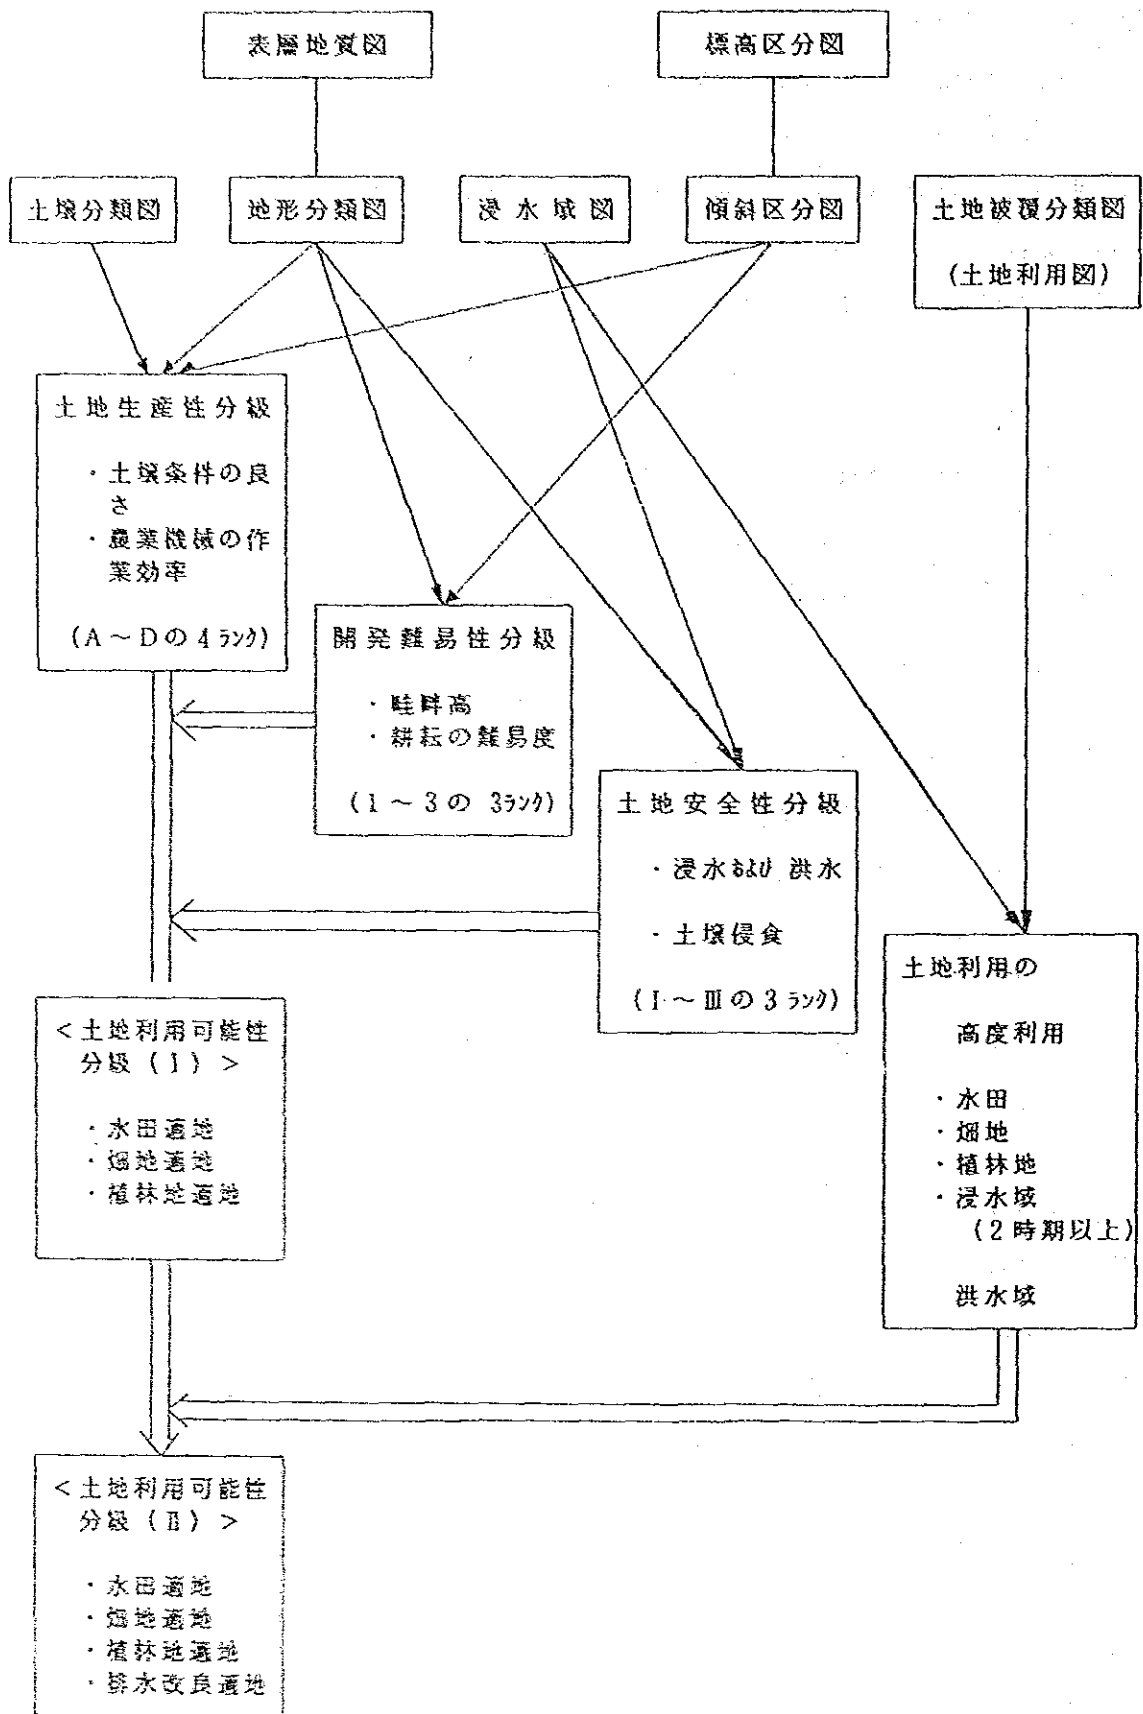 表層地質図
標高区分図
土壌分類図
地形分類図
浸水域図
傾斜区分図
土地被覆分類図
(土地利用図)
土地生産性分級
・土壌条件の良
さ
・農業機械の作
業効率
(A～Dの4ランク)
開発難易性分級
・畦畔高
・耕耘の難易度
(1～3の 3ランク)
土地安全性分級
・浸水および 洪水
・土壌侵食
(I～Ⅲの3ランク)
土地利用の
高度利用
・水田
・畑地
・植林地
・浸水域
(2時期以上)
洪水域
<土地利用可能性
分級(I)>
・水田適地
・畑地適地
・植林地適地
<土地利用可能性
分級(Ⅱ)>
・水田適地
・畑地適地
・植林地適地
・排水改良適地